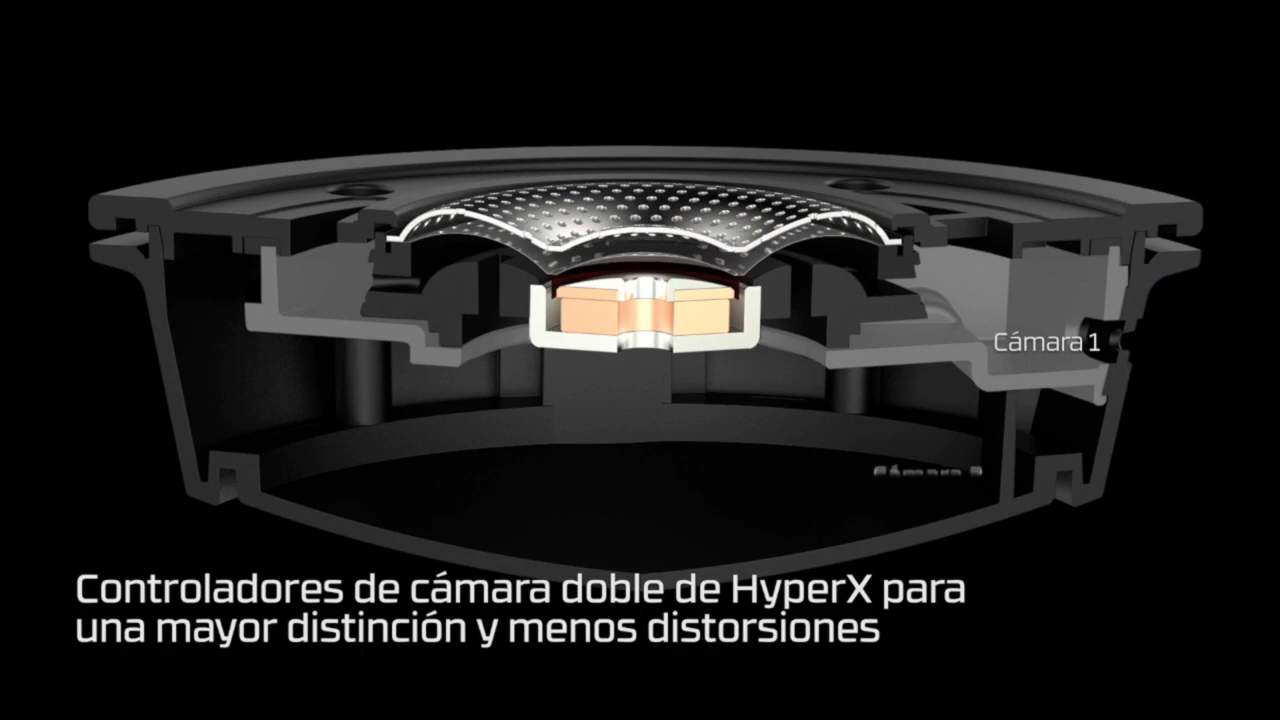 Cámara 1
Controladores de cámara doble de HyperX para
una mayor distinción y menos distorsiones